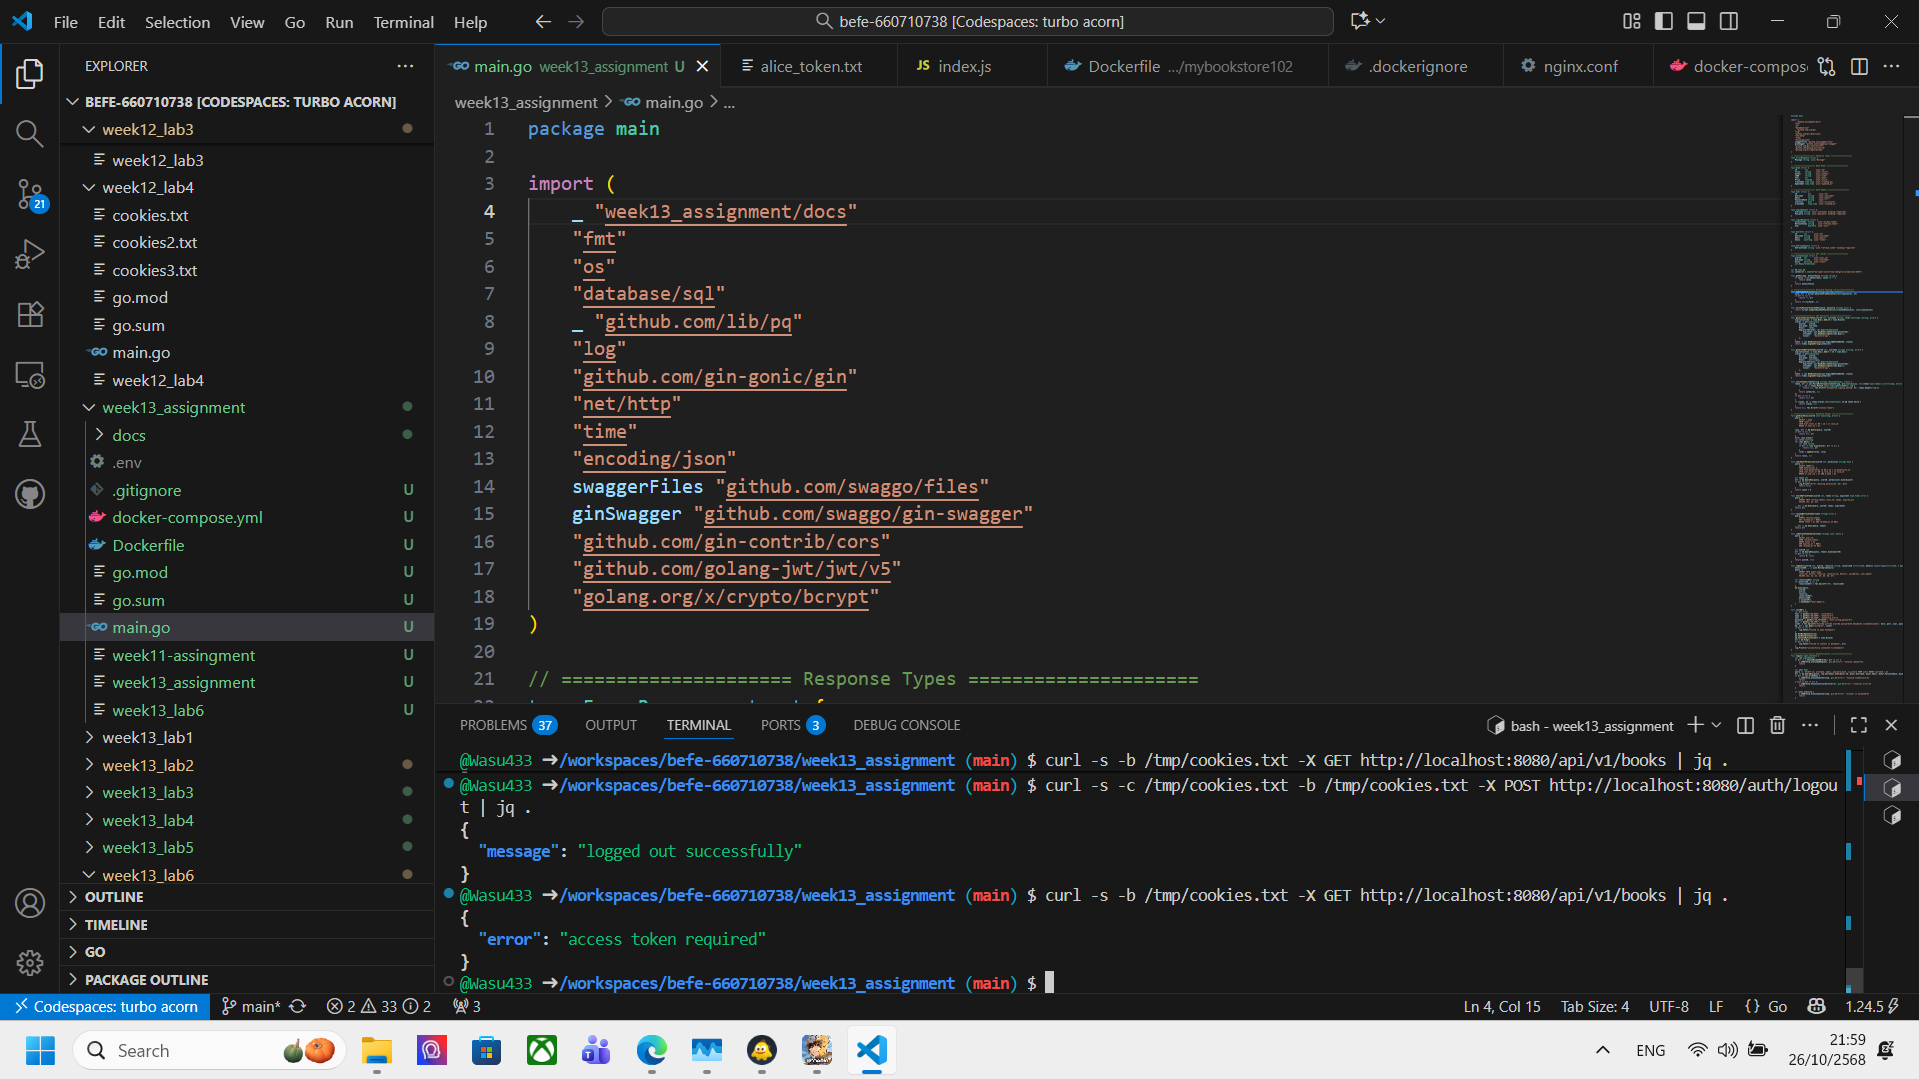 File Edit Selection View Go Run Terminal Help
befe-660710738 [Codespaces: turbo acorn]
EXPLORER
BEFE-660710738 [CODESPACES: TURBO ACORN]
week12_lab3
week12_lab3
week12_lab4
cookies.txt
cookies2.txt
cookies3.txt
go.mod
go.sum
main.go
week12_lab4
week13_assignment
docs
.env
.gitignore U
docker-compose.yml U
Dockerfile U
go.mod U
go.sum U
main.go U
week11-assingment U
week13_assignment U
week13_lab6 U
week13_lab1
week13_lab2
week13_lab3
week13_lab4
week13_lab5
week13_lab6
OUTLINE
TIMELINE
GO
PACKAGE OUTLINE
21
main.go week13_assignment U
alice_token.txt
JS index.js
Dockerfile .../mybookstore102
.dockerignore
nginx.conf
docker-compos
week13_assignment > main.go > ...
1 package main
2
3 import (
4 _ "week13_assignment/docs"
5 "fmt"
6 "os"
7 "database/sql"
8 _ "github.com/lib/pq"
9 "log"
10 "github.com/gin-gonic/gin"
11 "net/http"
12 "time"
13 "encoding/json"
14 swaggerFiles "github.com/swaggo/files"
15 ginSwagger "github.com/swaggo/gin-swagger"
16 "github.com/gin-contrib/cors"
17 "github.com/golang-jwt/jwt/v5"
18 "golang.org/x/crypto/bcrypt"
19 )
20
21 // ===================== Response Types =====================
PROBLEMS 37 OUTPUT TERMINAL PORTS 3 DEBUG CONSOLE
bash - week13_assignment
@Wasu433 ➜/workspaces/befe-660710738/week13_assignment (main) $ curl -s -b /tmp/cookies.txt -X GET http://localhost:8080/api/v1/books | jq .
@Wasu433 ➜/workspaces/befe-660710738/week13_assignment (main) $ curl -s -c /tmp/cookies.txt -b /tmp/cookies.txt -X POST http://localhost:8080/auth/logou
t | jq .
{
"message": "logged out successfully"
}
@Wasu433 ➜/workspaces/befe-660710738/week13_assignment (main) $ curl -s -b /tmp/cookies.txt -X GET http://localhost:8080/api/v1/books | jq .
{
"error": "access token required"
}
@Wasu433 ➜/workspaces/befe-660710738/week13_assignment (main) $
Codespaces: turbo acorn main* 2 33 2 3
Ln 4, Col 15 Tab Size: 4 UTF-8 LF {} Go 1.24.5
Search
ENG
21:59
26/10/2568